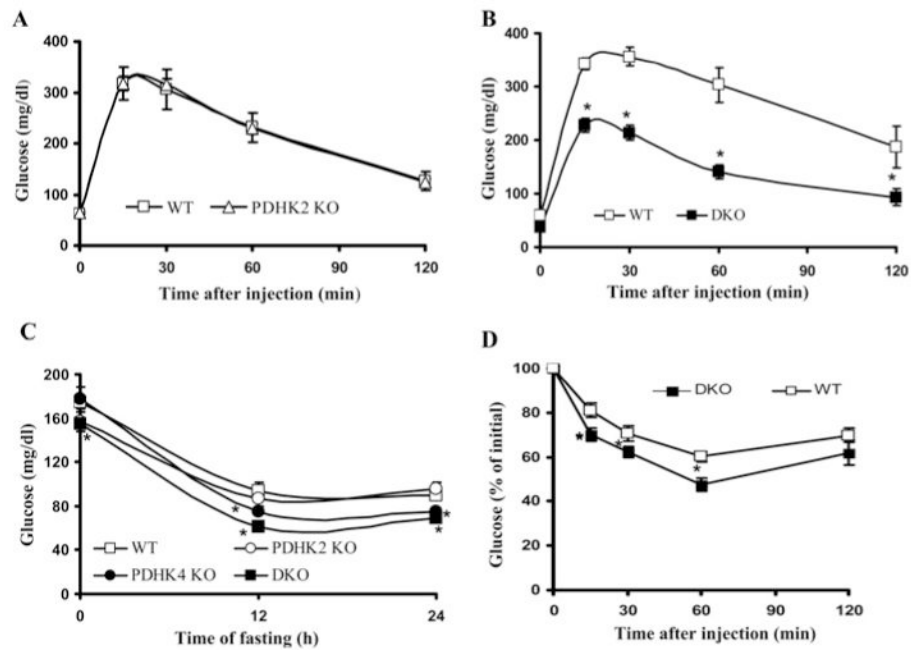 A
Glucose (mg/dl)
400
300
200
100
0
WT
PDHK2 KO
0 30 60 90 120
Time after injection (min)
B
Glucose (mg/dl)
400
300
200
100
0
*
*
*
*
WT
DKO
0 30 60 90 120
Time after injection (min)
C
Glucose (mg/dl)
200
160
120
80
40
0
*
*
*
*
*
WT
PDHK2 KO
PDHK4 KO
DKO
0 12 24
Time of fasting (h)
D
Glucose (% of initial)
100
80
60
40
20
0
DKO
WT
*
*
*
0 30 60 90 120
Time after injection (min)